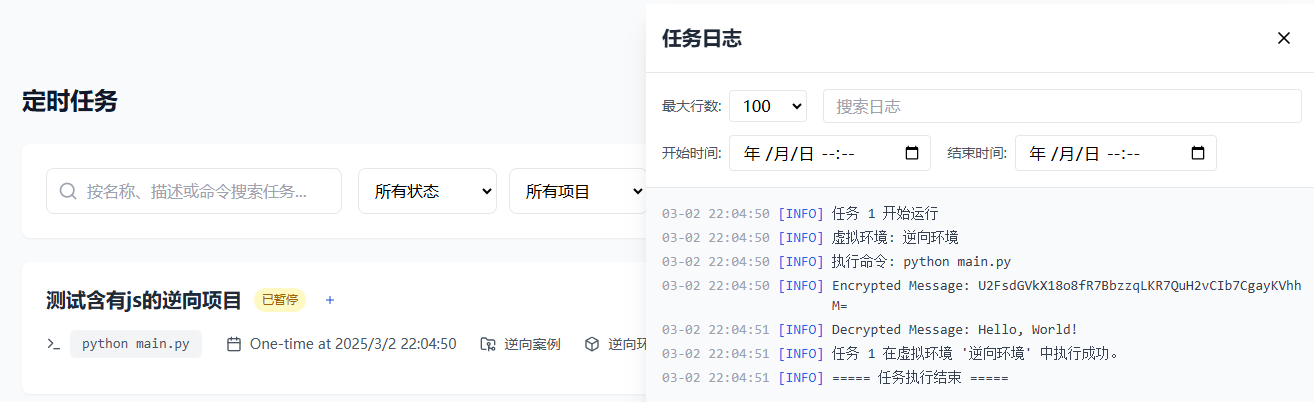 定时任务
按名称、描述或命令搜索任务...
所有状态
所有项目
测试含有js的逆向项目 已暂停 +
python main.py One-time at 2025/3/2 22:04:50 逆向案例 逆向环
任务日志
最大行数: 100 搜索日志
开始时间: 年 /月/日 --:-- 结束时间: 年 /月/日 --:--
03-02 22:04:50 [INFO] 任务 1 开始运行
03-02 22:04:50 [INFO] 虚拟环境: 逆向环境
03-02 22:04:50 [INFO] 执行命令: python main.py
03-02 22:04:50 [INFO] Encrypted Message: U2FsdGVkX18o8fR7BbzzqLKR7QuH2vCIb7CgayKVhh
M=
03-02 22:04:51 [INFO] Decrypted Message: Hello, World!
03-02 22:04:51 [INFO] 任务 1 在虚拟环境 '逆向环境' 中执行成功。
03-02 22:04:51 [INFO] ===== 任务执行结束 =====